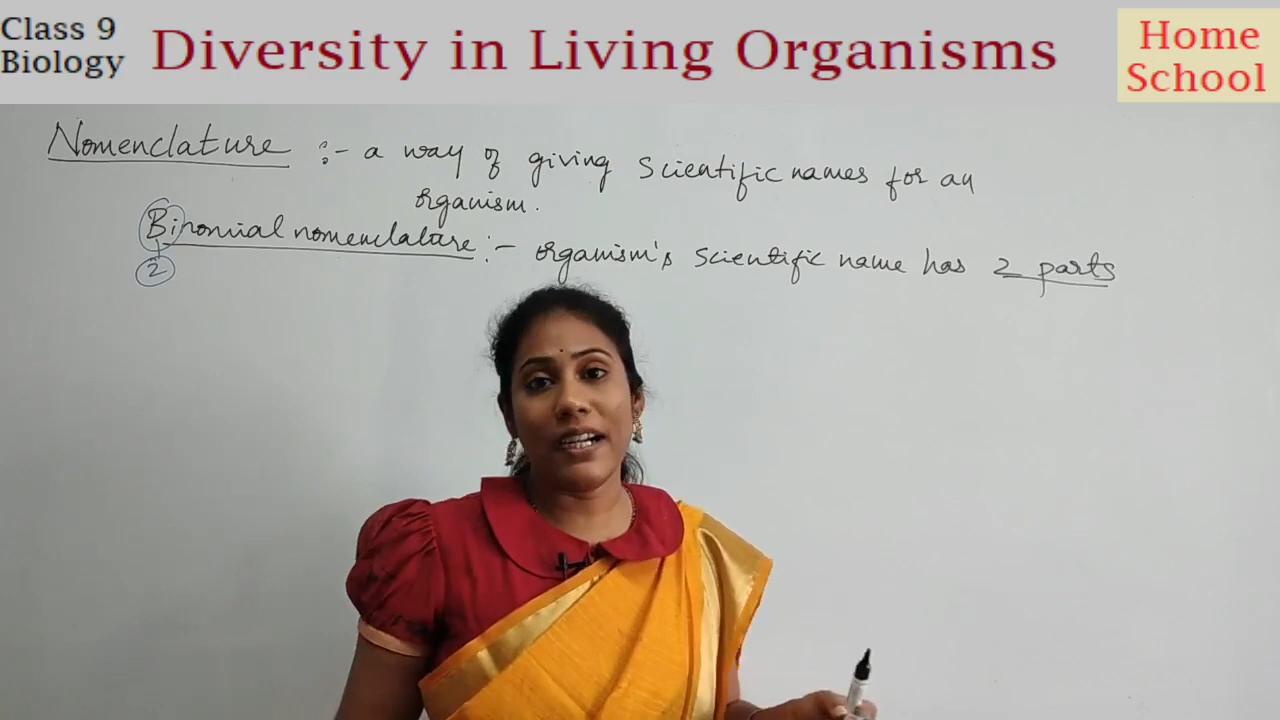 Class 9
Biology
Diversity in Living Organisms
Home
School
Nomenclature :- a way of giving Scientific names for an
organism.
Binomial nomenclature :- organism's scientific name has 2 parts
2